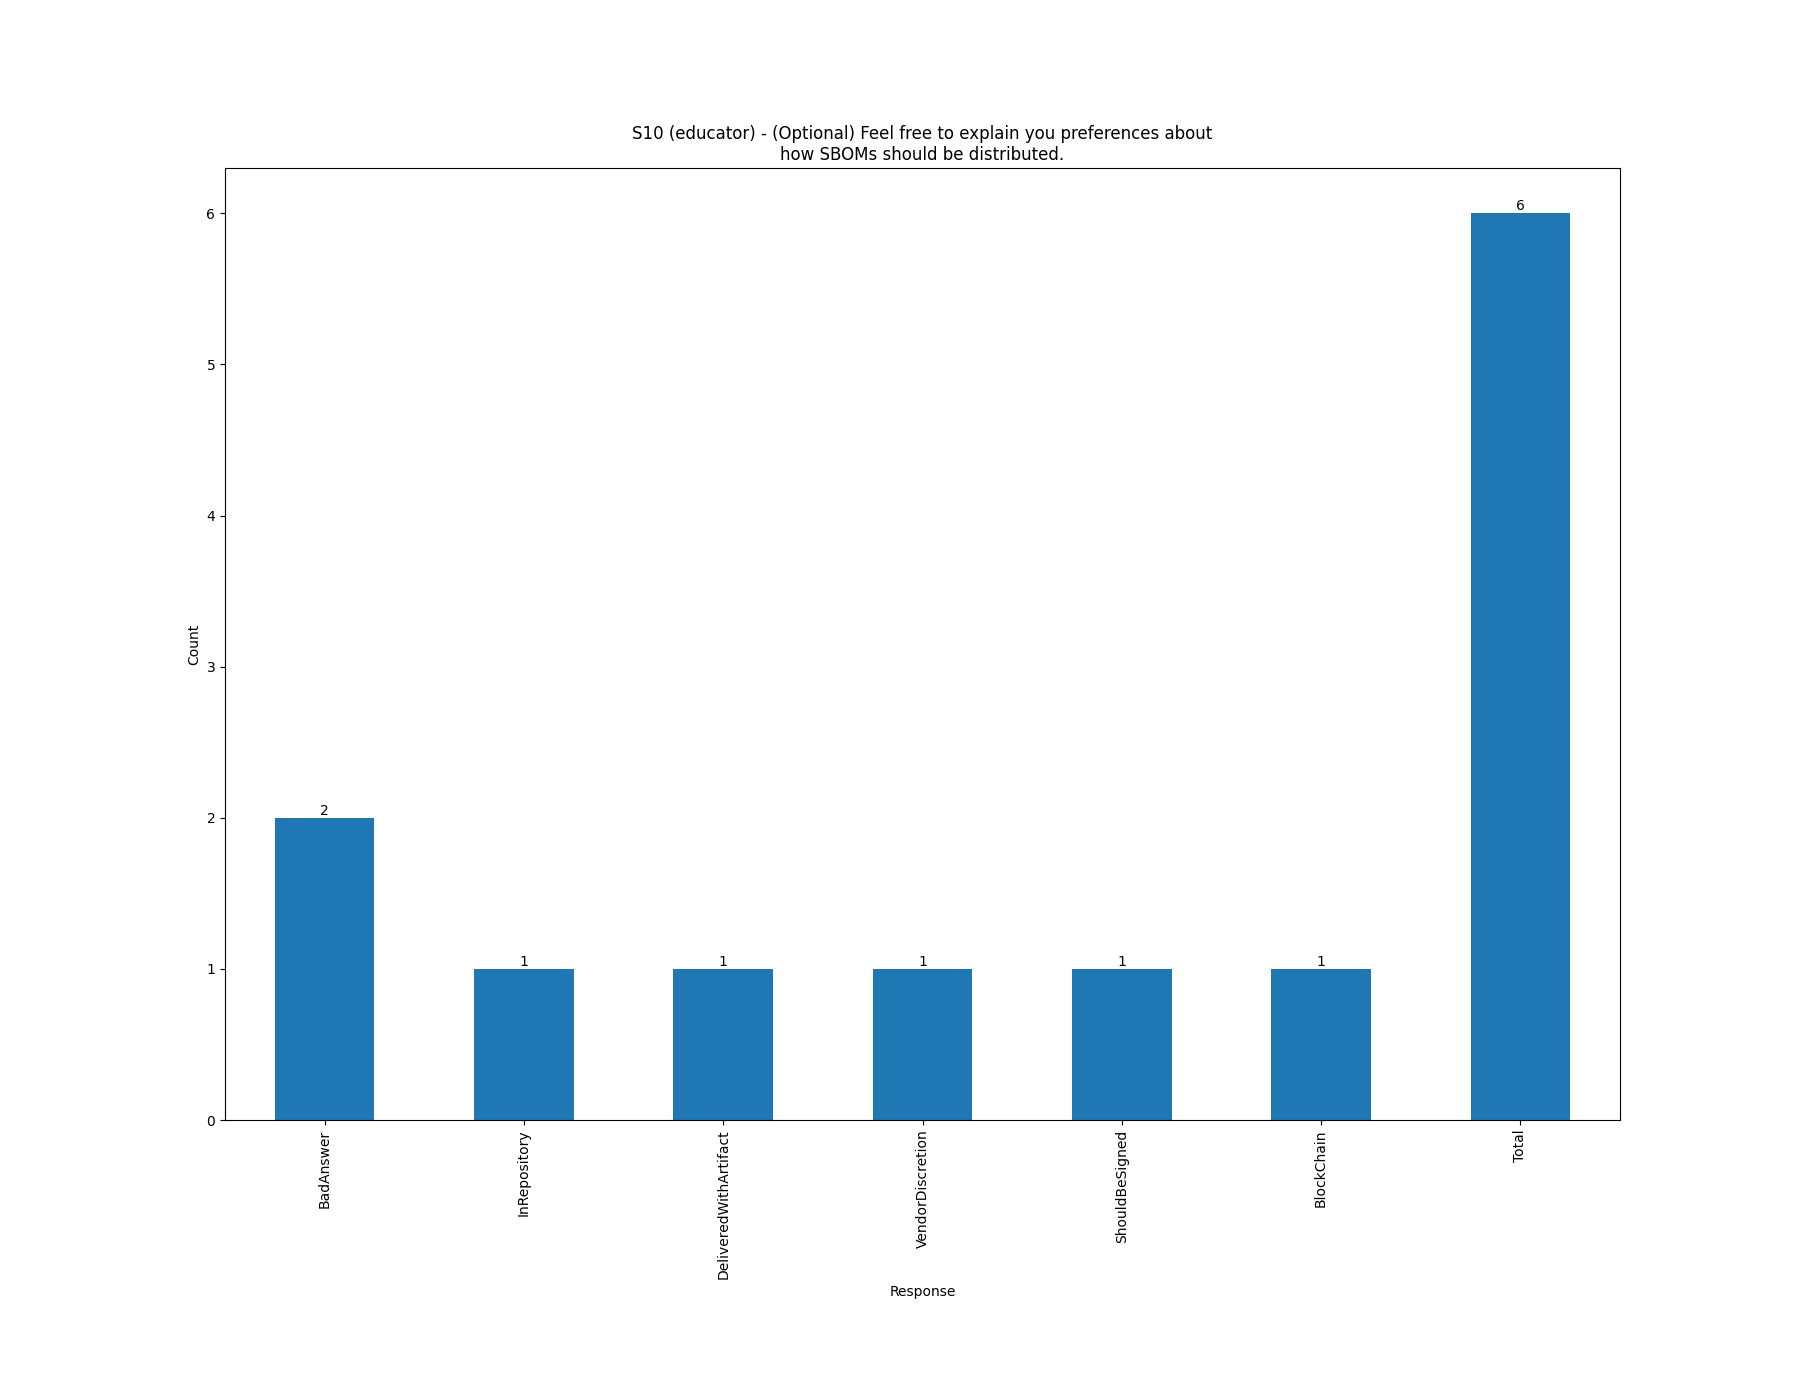 S10 (educator) - (Optional) Feel free to explain you preferences about
how SBOMs should be distributed.
6
5
4
3
2
1
0
Count
2
1
1
1
1
1
6
BadAnswer
InRepository
DeliveredWithArtifact
VendorDiscretion
ShouldBeSigned
BlockChain
Total
Response